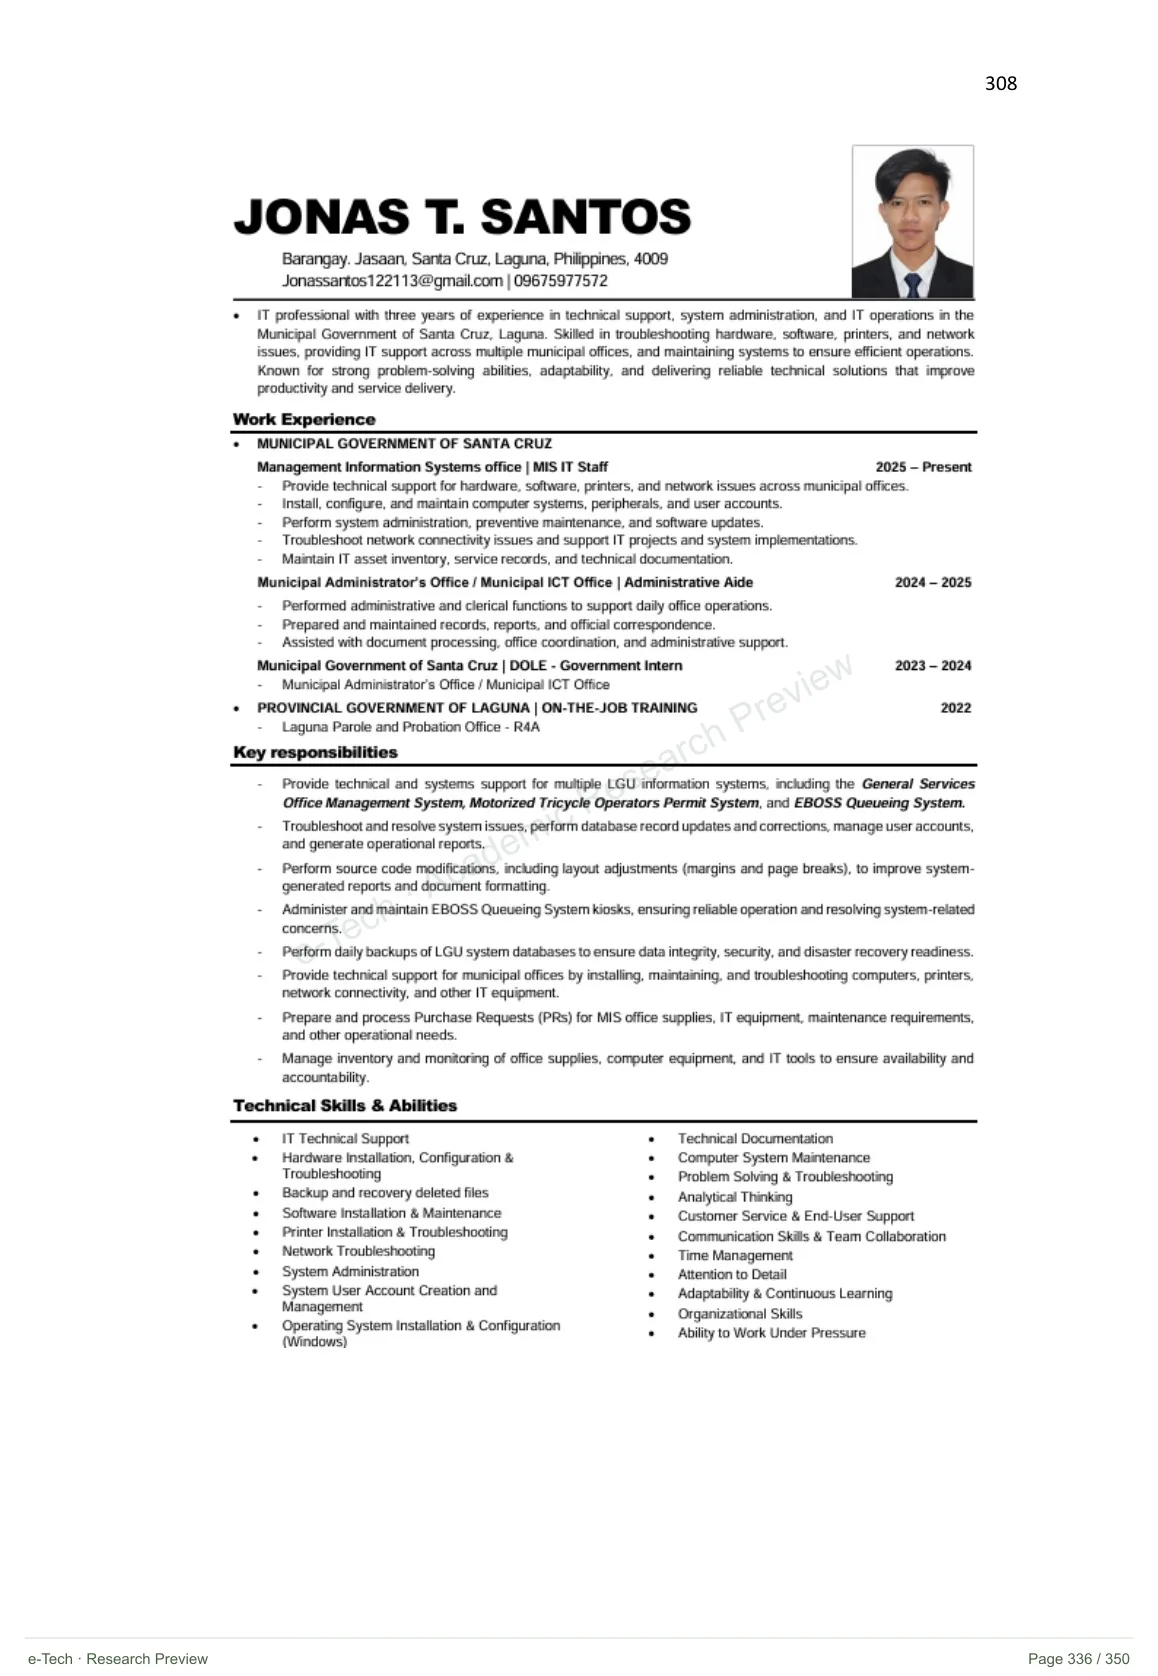 308
JONAS T. SANTOS
Barangay. Jasaan, Santa Cruz, Laguna, Philippines, 4009
Jonassantos122113@gmail.com | 09675977572
• IT professional with three years of experience in technical support, system administration, and IT operations in the
Municipal Government of Santa Cruz, Laguna. Skilled in troubleshooting hardware, software, printers, and network
issues, providing IT support across multiple municipal offices, and maintaining systems to ensure efficient operations.
Known for strong problem-solving abilities, adaptability, and delivering reliable technical solutions that improve
productivity and service delivery.
Work Experience
• MUNICIPAL GOVERNMENT OF SANTA CRUZ
Management Information Systems office | MIS IT Staff 2025 – Present
- Provide technical support for hardware, software, printers, and network issues across municipal offices.
- Install, configure, and maintain computer systems, peripherals, and user accounts.
- Perform system administration, preventive maintenance, and software updates.
- Troubleshoot network connectivity issues and support IT projects and system implementations.
- Maintain IT asset inventory, service records, and technical documentation.
Municipal Administrator's Office / Municipal ICT Office | Administrative Aide 2024 – 2025
- Performed administrative and clerical functions to support daily office operations.
- Prepared and maintained records, reports, and official correspondence.
- Assisted with document processing, office coordination, and administrative support.
Municipal Government of Santa Cruz | DOLE - Government Intern 2023 – 2024
- Municipal Administrator's Office / Municipal ICT Office
• PROVINCIAL GOVERNMENT OF LAGUNA | ON-THE-JOB TRAINING 2022
- Laguna Parole and Probation Office - R4A
Key responsibilities
- Provide technical and systems support for multiple LGU information systems, including the General Services
Office Management System, Motorized Tricycle Operators Permit System, and EBOSS Queueing System.
- Troubleshoot and resolve system issues, perform database record updates and corrections, manage user accounts,
and generate operational reports.
- Perform source code modifications, including layout adjustments (margins and page breaks), to improve system-
generated reports and document formatting.
- Administer and maintain EBOSS Queueing System kiosks, ensuring reliable operation and resolving system-related
concerns.
- Perform daily backups of LGU system databases to ensure data integrity, security, and disaster recovery readiness.
- Provide technical support for municipal offices by installing, maintaining, and troubleshooting computers, printers,
network connectivity, and other IT equipment.
- Prepare and process Purchase Requests (PRs) for MIS office supplies, IT equipment, maintenance requirements,
and other operational needs.
- Manage inventory and monitoring of office supplies, computer equipment, and IT tools to ensure availability and
accountability.
e-Tech · Academic Research Preview
Technical Skills & Abilities
• IT Technical Support
• Hardware Installation, Configuration &
Troubleshooting
• Backup and recovery deleted files
• Software Installation & Maintenance
• Printer Installation & Troubleshooting
• Network Troubleshooting
• System Administration
• System User Account Creation and
Management
• Operating System Installation & Configuration
(Windows)
• Technical Documentation
• Computer System Maintenance
• Problem Solving & Troubleshooting
• Analytical Thinking
• Customer Service & End-User Support
• Communication Skills & Team Collaboration
• Time Management
• Attention to Detail
• Adaptability & Continuous Learning
• Organizational Skills
• Ability to Work Under Pressure
e-Tech · Research Preview Page 336 / 350